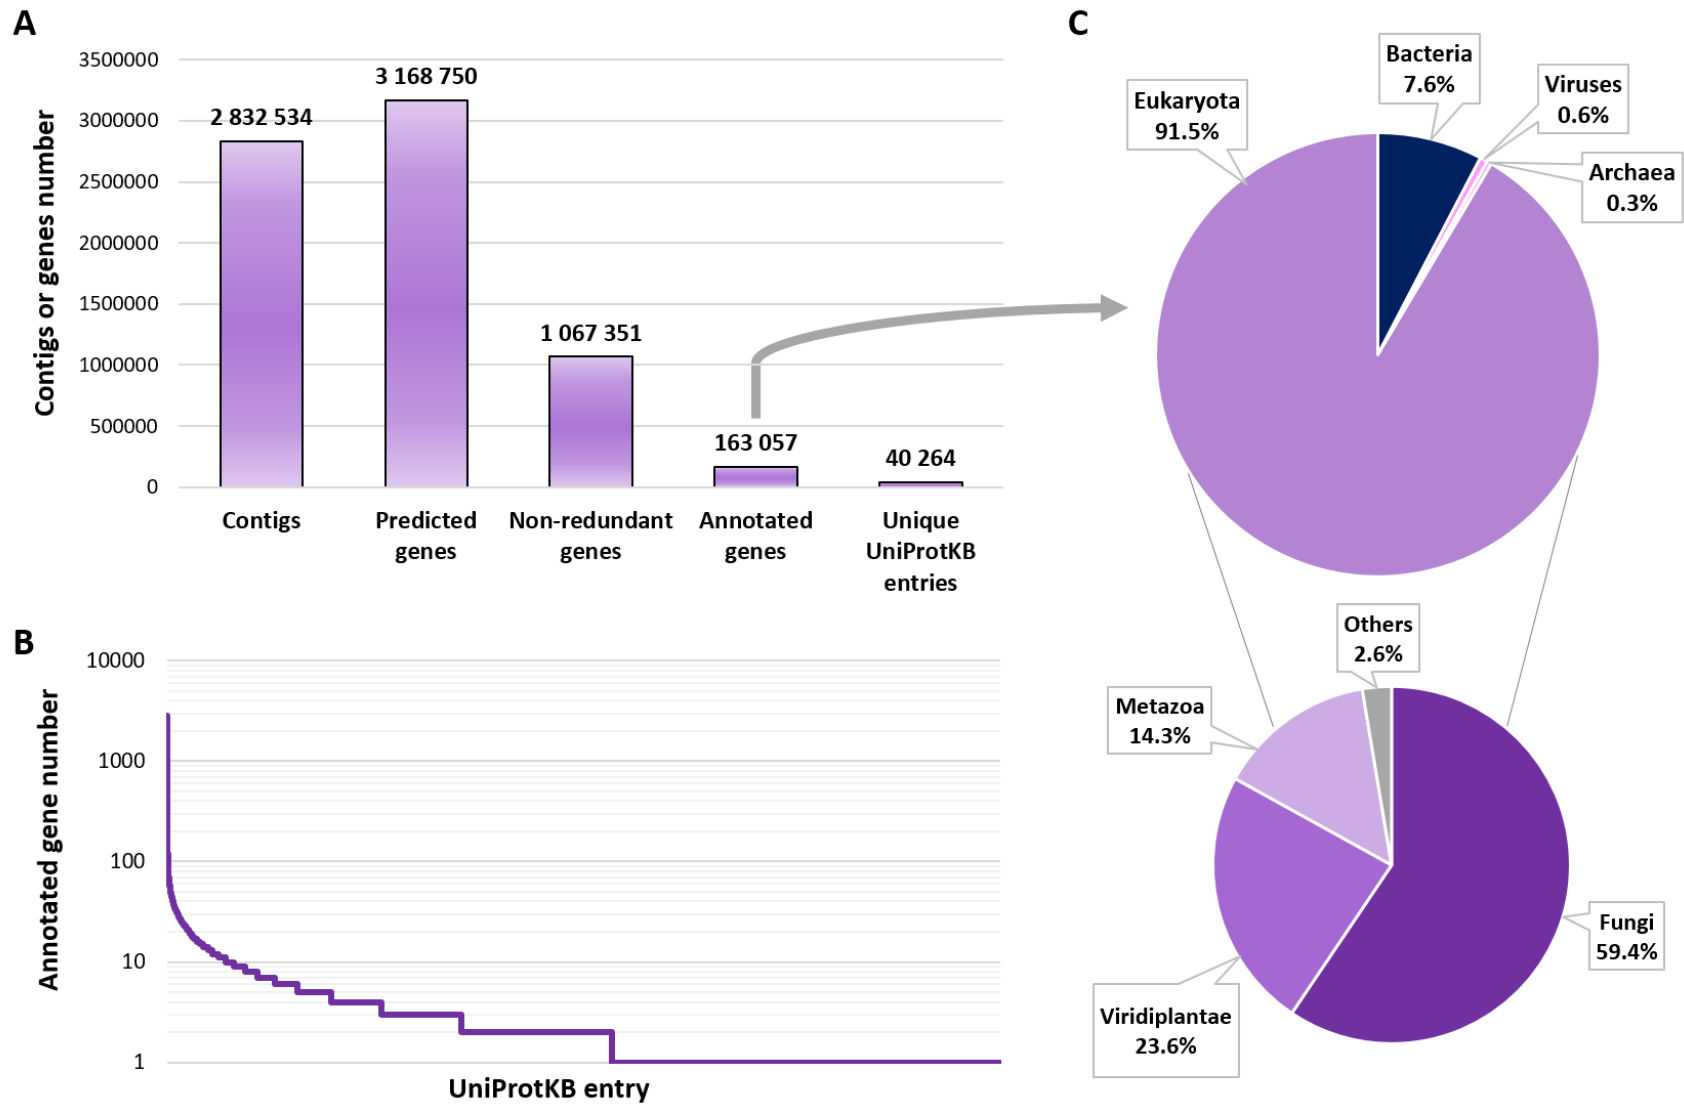 A
Contigs or genes number
3500000
3000000
2500000
2000000
1500000
1000000
500000
0
2 832 534
3 168 750
1 067 351
163 057
40 264
Contigs
Predicted
genes
Non-redundant
genes
Annotated
genes
Unique
UniProtKB
entries
B
Annotated gene number
10000
1000
100
10
1
UniProtKB entry
C
Eukaryota
91.5%
Bacteria
7.6%
Viruses
0.6%
Archaea
0.3%
Others
2.6%
Metazoa
14.3%
Fungi
59.4%
Viridiplantae
23.6%